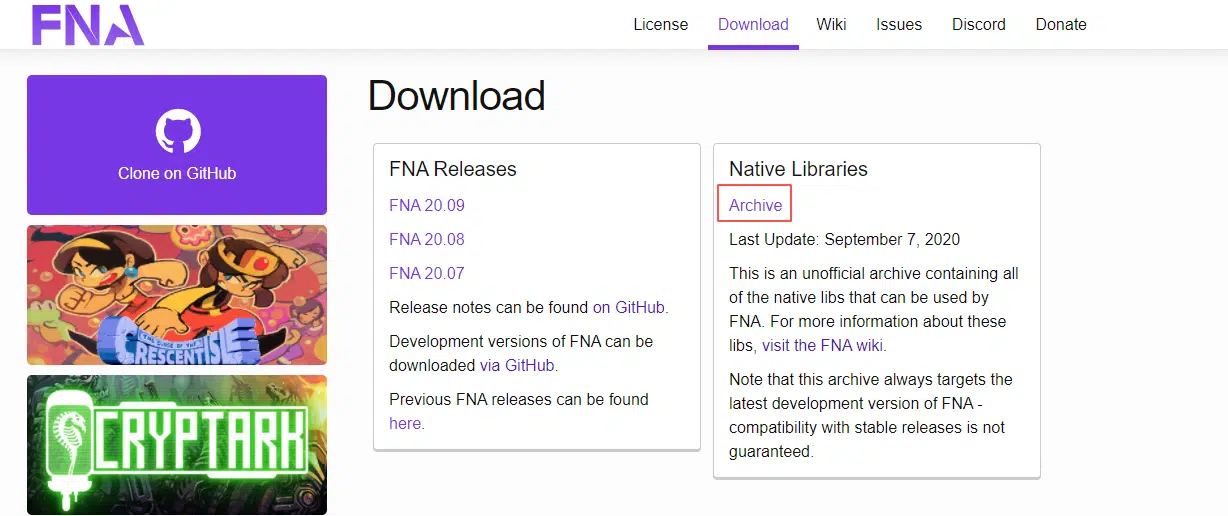 FNA
License Download Wiki Issues Discord Donate
Clone on GitHub
THE CURSE OF THE
CRESCENT ISLE
CRYPTARK
Download
FNA Releases
FNA 20.09
FNA 20.08
FNA 20.07
Release notes can be found on GitHub.
Development versions of FNA can be
downloaded via GitHub.
Previous FNA releases can be found
here.
Native Libraries
Archive
Last Update: September 7, 2020
This is an unofficial archive containing all
of the native libs that can be used by
FNA. For more information about these
libs, visit the FNA wiki.
Note that this archive always targets the
latest development version of FNA -
compatibility with stable releases is not
guaranteed.